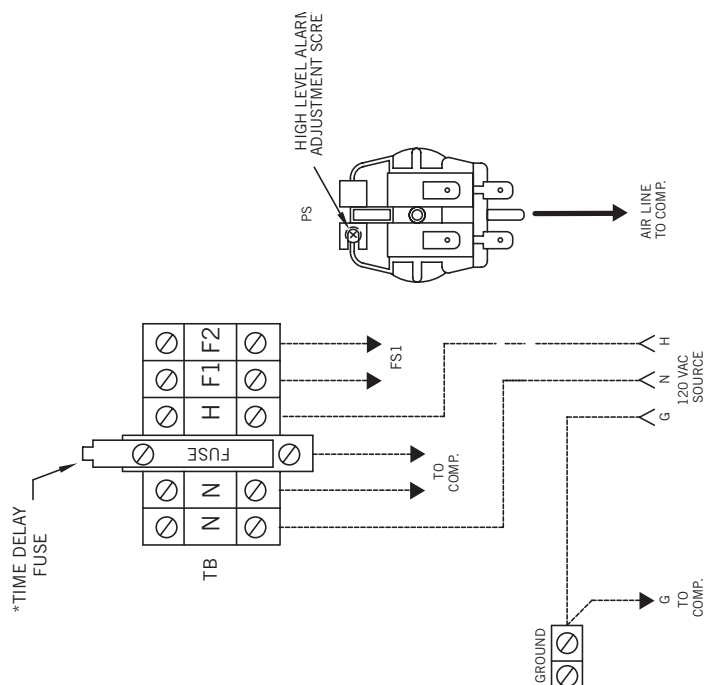 HIGH LEVEL ALARM
ADJUSTMENT SCRE
PS
AIR LINE
TO COMP.
*TIME DELAY
FUSE
TB
F2
F1
H
FUSE
N
N
FS1
TO
COMP.
H
N
G
120 VAC
SOURCE
GROUND
G
TO
COMP.